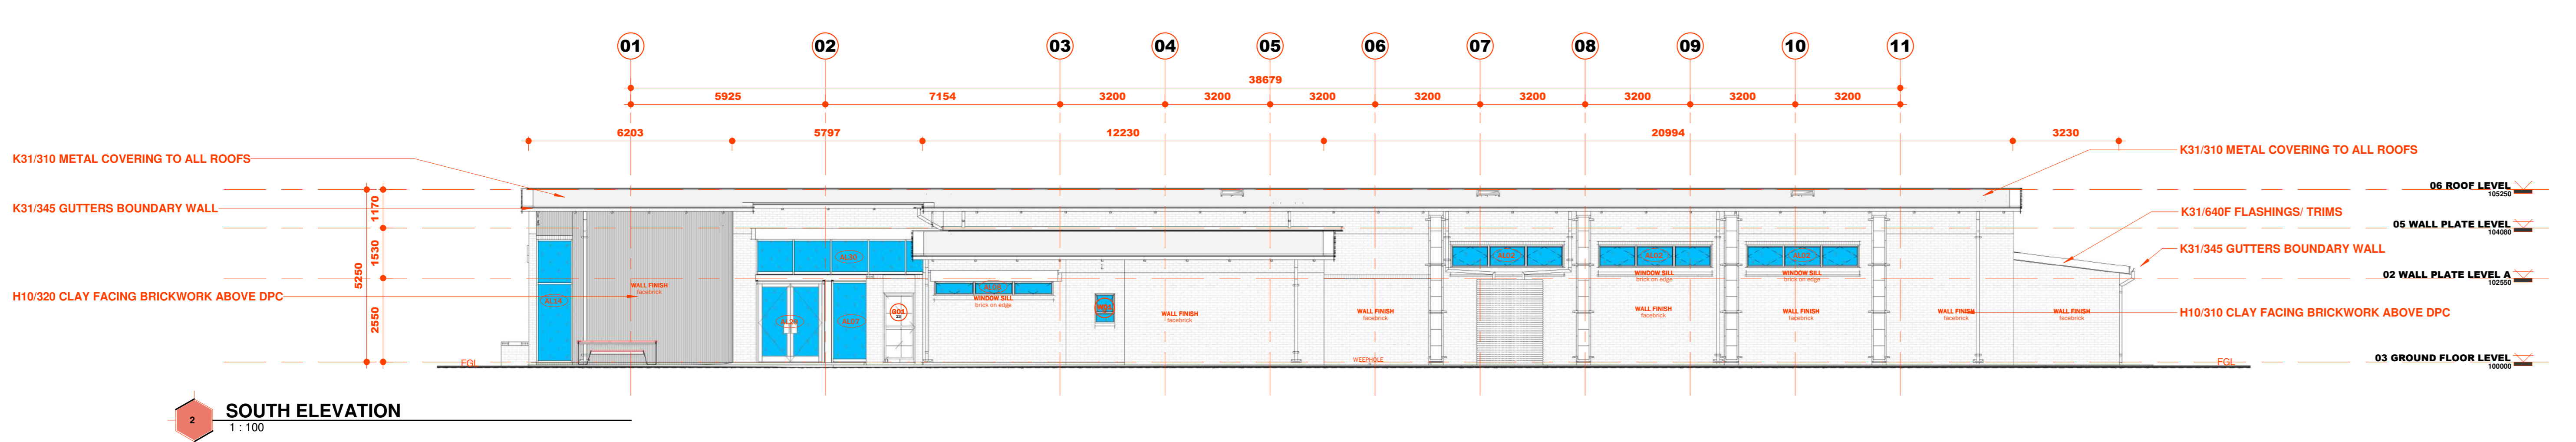 01 02 03 04 05 06 07 08 09 10 11
38679
5925 7154 3200 3200 3200 3200 3200 3200 3200 3200
6203 5797 12230 20994 3230
K31/310 METAL COVERING TO ALL ROOFS
K31/310 METAL COVERING TO ALL ROOFS
06 ROOF LEVEL
105250
K31/345 GUTTERS BOUNDARY WALL
1170
K31/640F FLASHINGS/ TRIMS
05 WALL PLATE LEVEL
104080
1530
5250
AL30
AL02
AL02
AL02
K31/345 GUTTERS BOUNDARY WALL
WINDOW SILL
brick on edge
WINDOW SILL
brick on edge
02 WALL PLATE LEVEL A
102550
H10/320 CLAY FACING BRICKWORK ABOVE DPC
WALL FINISH
facebrick
WINDOW SILL
brick on edge
AL14
2550
G01
WALL FINISH
facebrick
WALL FINISH
facebrick
WALL FINISH
facebrick
WALL FINISH
facebrick
WALL FINISH
facebrick
WALL FINISH
facebrick
H10/310 CLAY FACING BRICKWORK ABOVE DPC
FGL
WEEPHOLE
FGL
03 GROUND FLOOR LEVEL
100000
2
SOUTH ELEVATION
1 : 100